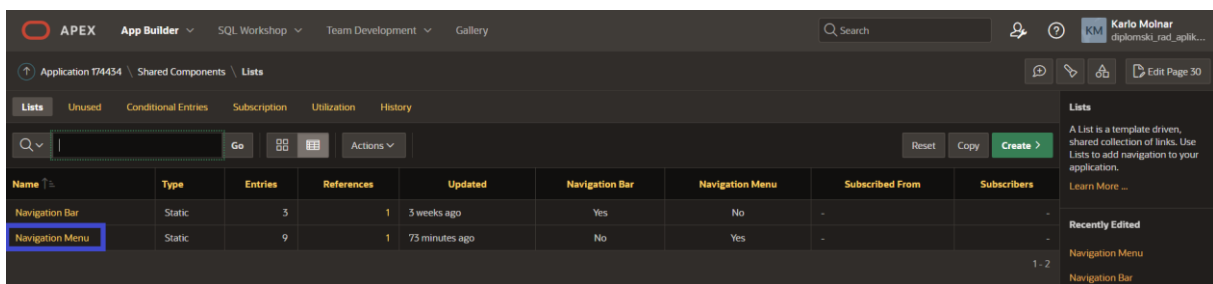 APEX App Builder SQL Workshop Team Development Gallery Search KM Karlo Molnar
diplomski_rad_aplik...
Application 174434 \ Shared Components \ Lists Edit Page 30
Lists Unused Conditional Entries Subscription Utilization History
Lists
A List is a template driven,
shared collection of links. Use
Lists to add navigation to your
application.
Learn More ...
Go Actions Reset Copy Create >
Name Type Entries References Updated Navigation Bar Navigation Menu Subscribed From Subscribers
Navigation Bar Static 3 1 3 weeks ago Yes No - -
Navigation Menu Static 9 1 73 minutes ago No Yes - -
1 - 2
Recently Edited
Navigation Menu
Navigation Bar